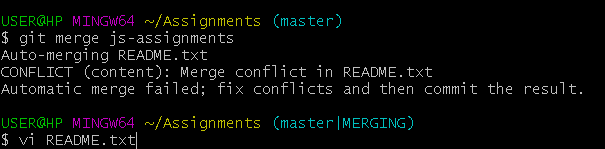 USER@HP MINGW64 ~/Assignments (master)
$ git merge js-assignments
Auto-merging README.txt
CONFLICT (content): Merge conflict in README.txt
Automatic merge failed; fix conflicts and then commit the result.
USER@HP MINGW64 ~/Assignments (master|MERGING)
$ vi README.txt